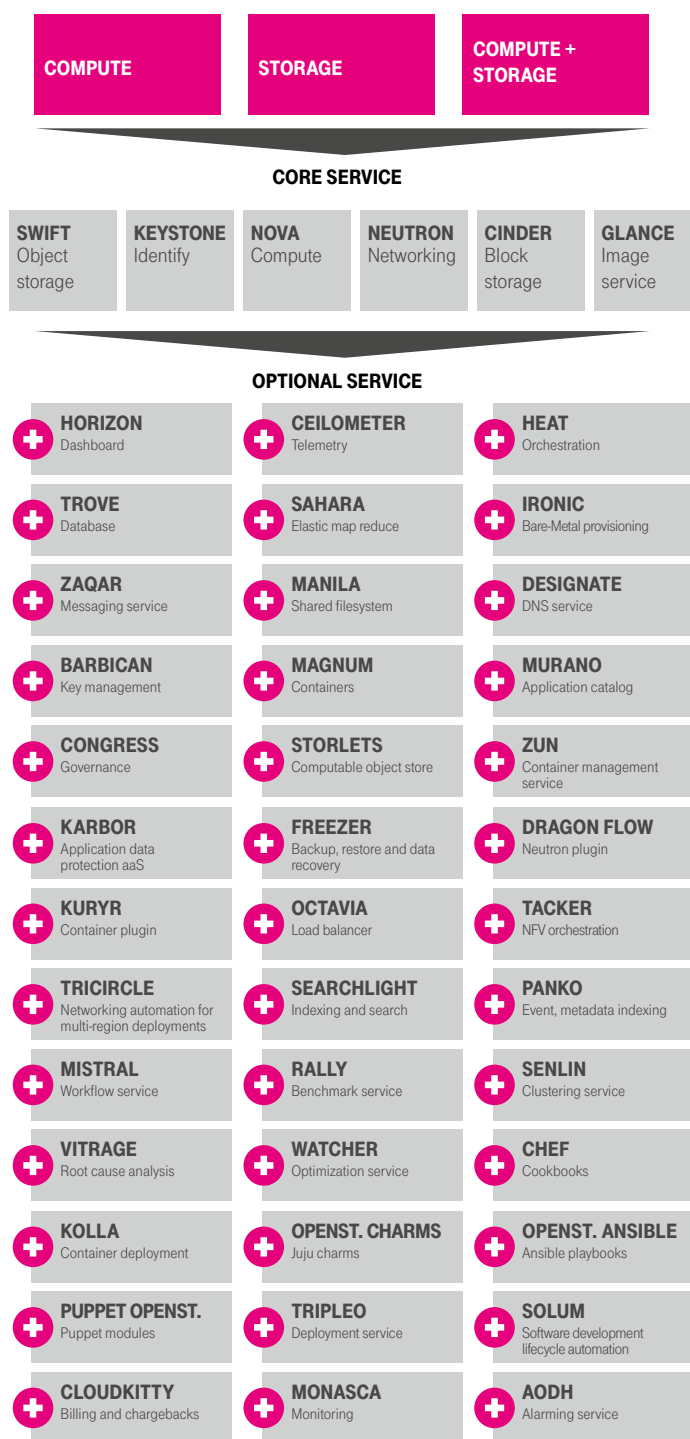 COMPUTE
STORAGE
COMPUTE +
STORAGE
CORE SERVICE
SWIFT
Object
storage
KEYSTONE
Identify
NOVA
Compute
NEUTRON
Networking
CINDER
Block
storage
GLANCE
Image
service
OPTIONAL SERVICE
HORIZON
Dashboard
CEILOMETER
Telemetry
HEAT
Orchestration
TROVE
Database
SAHARA
Elastic map reduce
IRONIC
Bare-Metal provisioning
ZAQAR
Messaging service
MANILA
Shared filesystem
DESIGNATE
DNS service
BARBICAN
Key management
MAGNUM
Containers
MURANO
Application catalog
CONGRESS
Governance
STORLETS
Computable object store
ZUN
Container management
service
KARBOR
Application data
protection aaS
FREEZER
Backup, restore and data
recovery
DRAGON FLOW
Neutron plugin
KURYR
Container plugin
OCTAVIA
Load balancer
TACKER
NFV orchestration
TRICIRCLE
Networking automation for
multi-region deployments
SEARCHLIGHT
Indexing and search
PANKO
Event, metadata indexing
MISTRAL
Workflow service
RALLY
Benchmark service
SENLIN
Clustering service
VITRAGE
Root cause analysis
WATCHER
Optimization service
CHEF
Cookbooks
KOLLA
Container deployment
OPENST. CHARMS
Juju charms
OPENST. ANSIBLE
Ansible playbooks
PUPPET OPENST.
Puppet modules
TRIPLEO
Deployment service
SOLUM
Software development
lifecycle automation
CLOUDKITTY
Billing and chargebacks
MONASCA
Monitoring
AODH
Alarming service